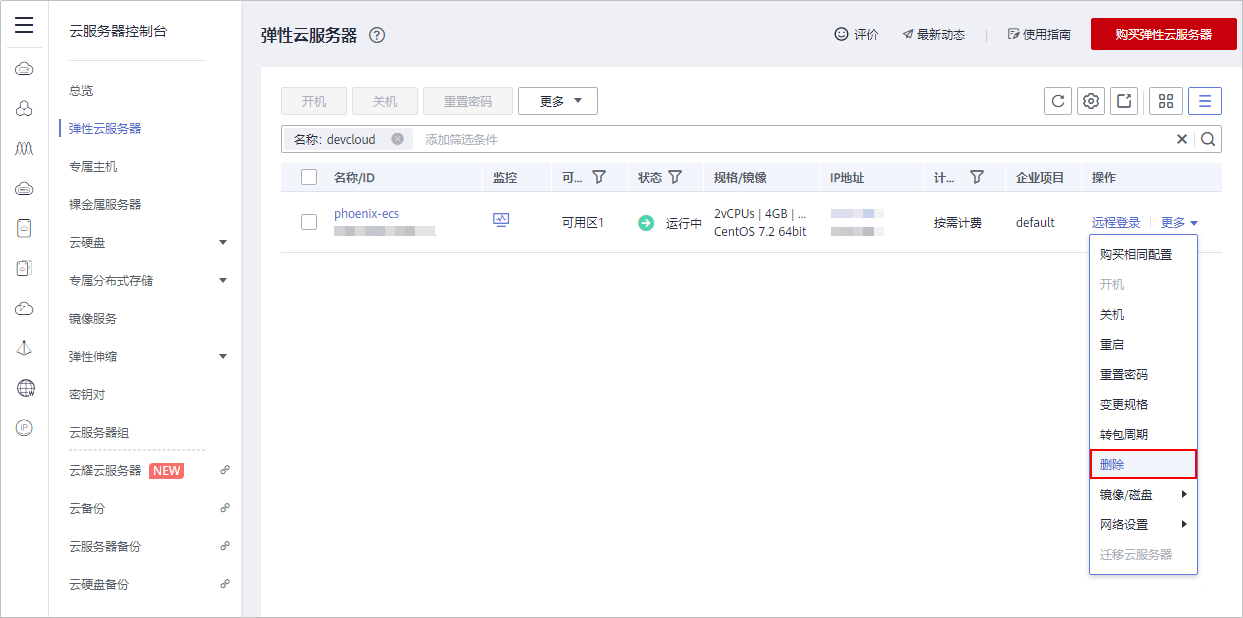 云服务器控制台
总览
弹性云服务器
专属主机
裸金属服务器
云硬盘
专属分布式存储
镜像服务
弹性伸缩
密钥对
云服务器组
云耀云服务器 NEW
云备份
云服务器备份
云硬盘备份
IP
弹性云服务器 ?
评价 最新动态 | 使用指南 购买弹性云服务器
开机 关机 重置密码 更多
名称: devcloud 添加筛选条件
名称/ID 监控 可... 状态 规格/镜像 IP地址 计... 企业项目 操作
phoenix-ecs 可用区1 运行中 2vCPUs | 4GB | ... 按需计费 default 远程登录 | 更多
CentOS 7.2 64bit
购买相同配置
开机
关机
重启
重置密码
变更规格
转包周期
删除
镜像/磁盘
网络设置
迁移云服务器